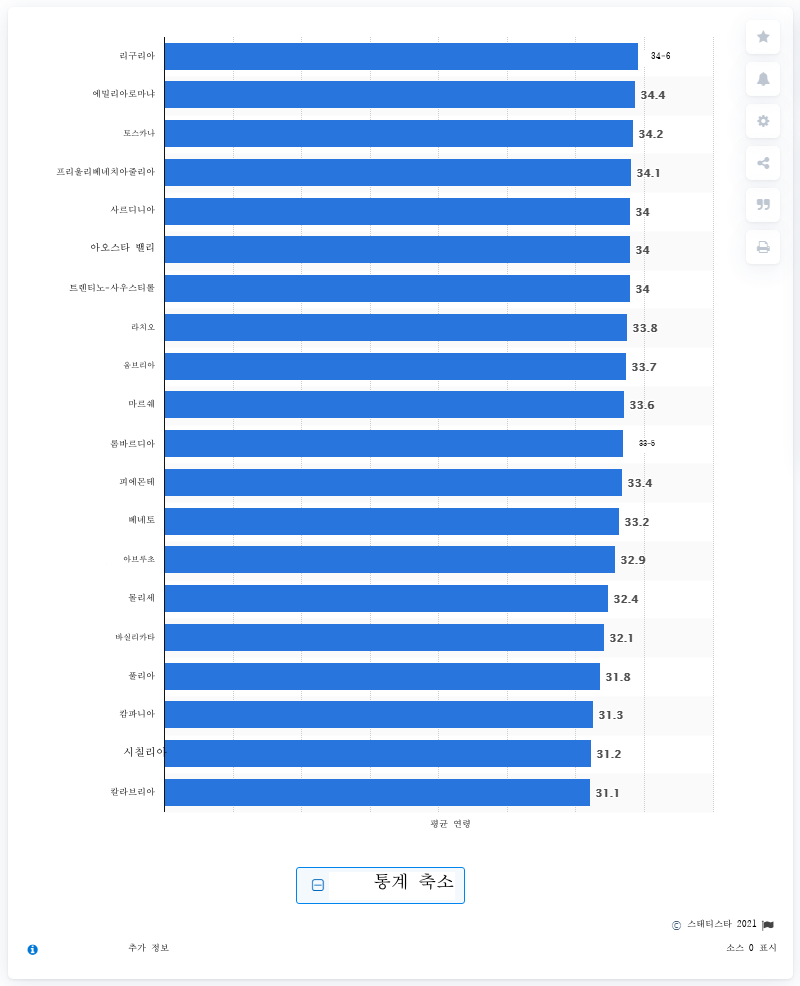 리구리아 34-6
에밀리아로마냐 34.4
토스카나 34.2
프리울리베네치아줄리아 34.1
사르디니아 34
아오스타 밸리 34
트렌티노-사우스티롤 34
라치오 33.8
움브리아 33.7
마르쉐 33.6
롬바르디아 33-5
피에몬테 33.4
베네토 33.2
아브루초 32.9
몰리세 32.4
바실리카타 32.1
풀리아 31.8
캄파니아 31.3
시칠리아 31.2
칼라브리아 31.1
평균 연령
통계 축소
© 스태티스타 2021
추가 정보 소스 0 표시